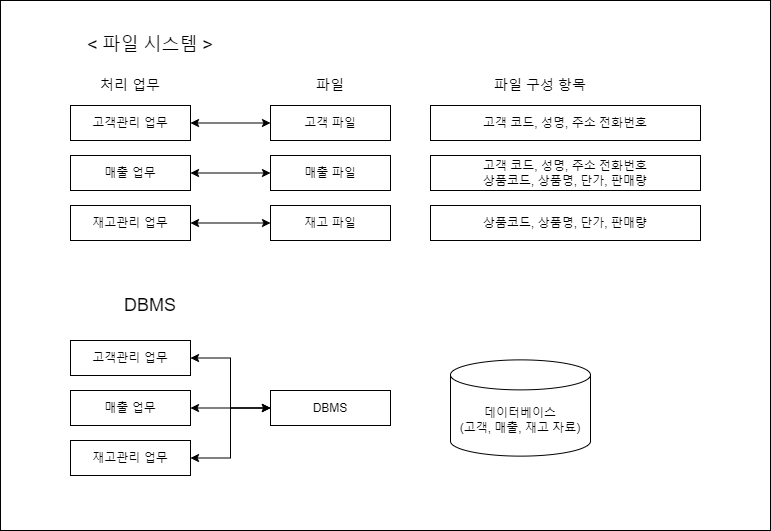 < 파일 시스템 >
처리 업무 파일 파일 구성 항목
고객관리 업무 고객 파일 고객 코드, 성명, 주소 전화번호
매출 업무 매출 파일 고객 코드, 성명, 주소 전화번호
상품코드, 상품명, 단가, 판매량
재고관리 업무 재고 파일 상품코드, 상품명, 단가, 판매량
DBMS
고객관리 업무
매출 업무 DBMS 데이터베이스
(고객, 매출, 재고 자료)
재고관리 업무